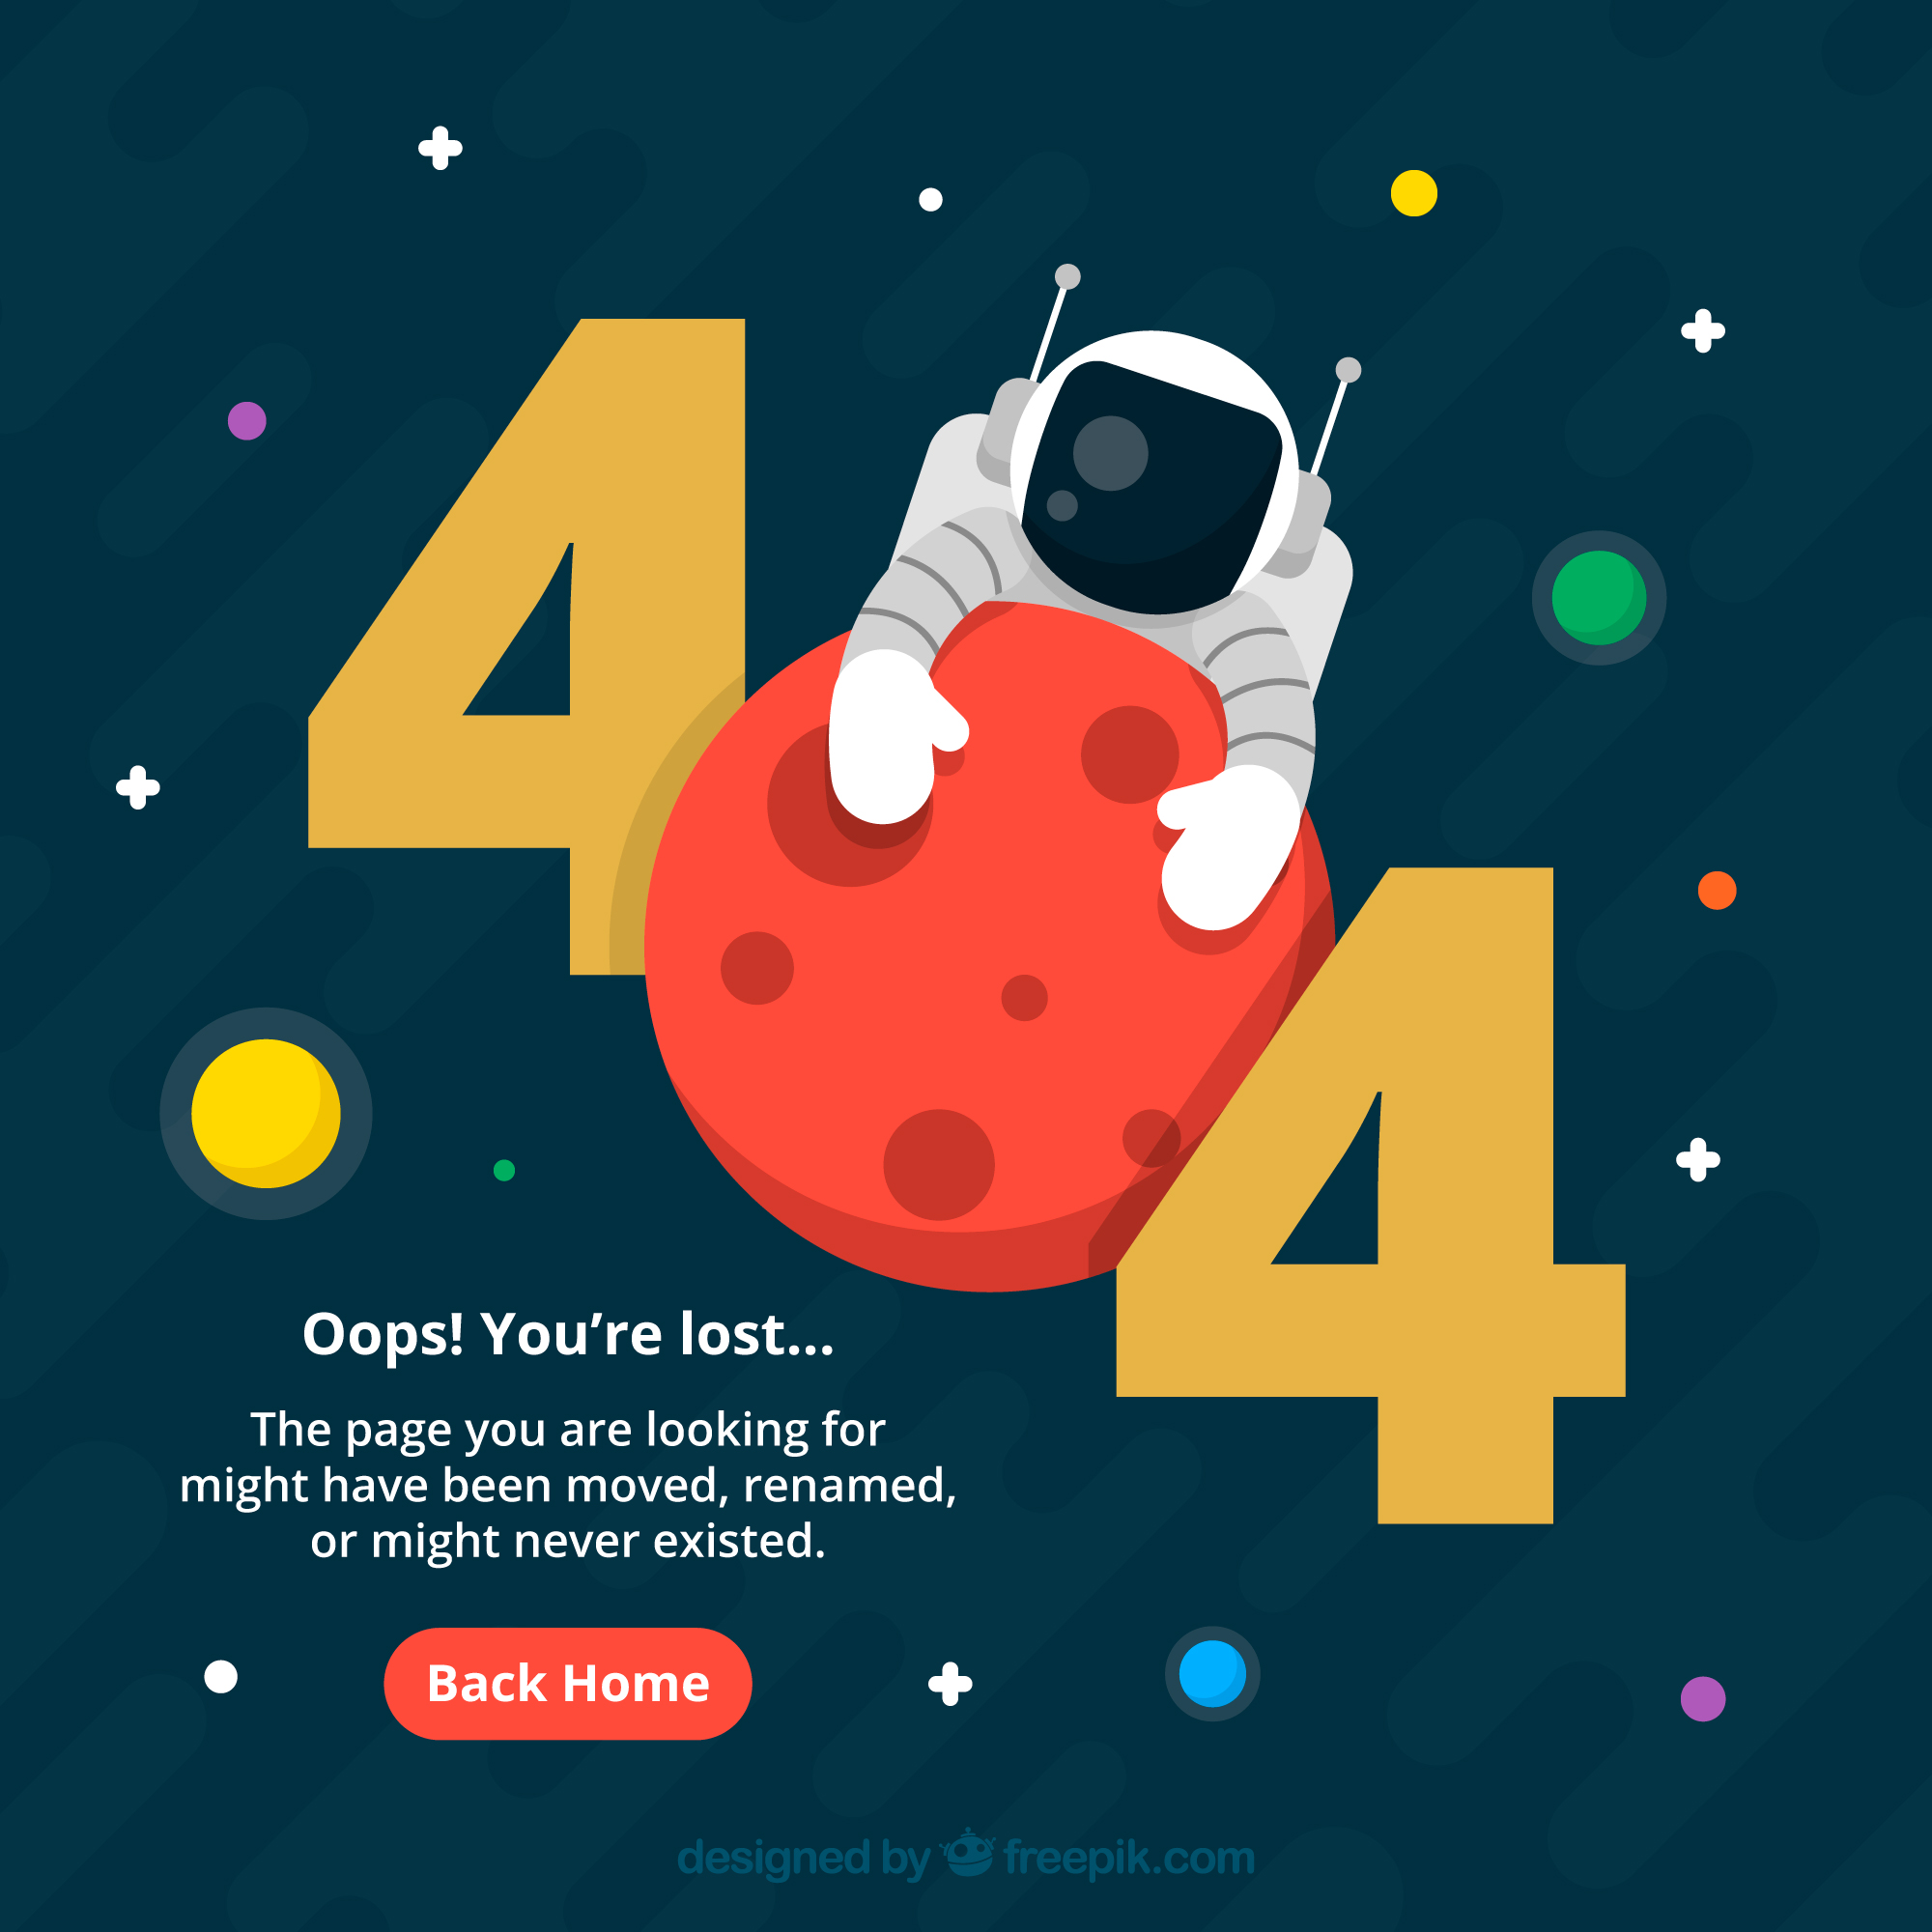 4 4
Oops! You’re lost...
The page you are looking for
might have been moved, renamed,
or might never existed.
Back Home
designed by freepik.com